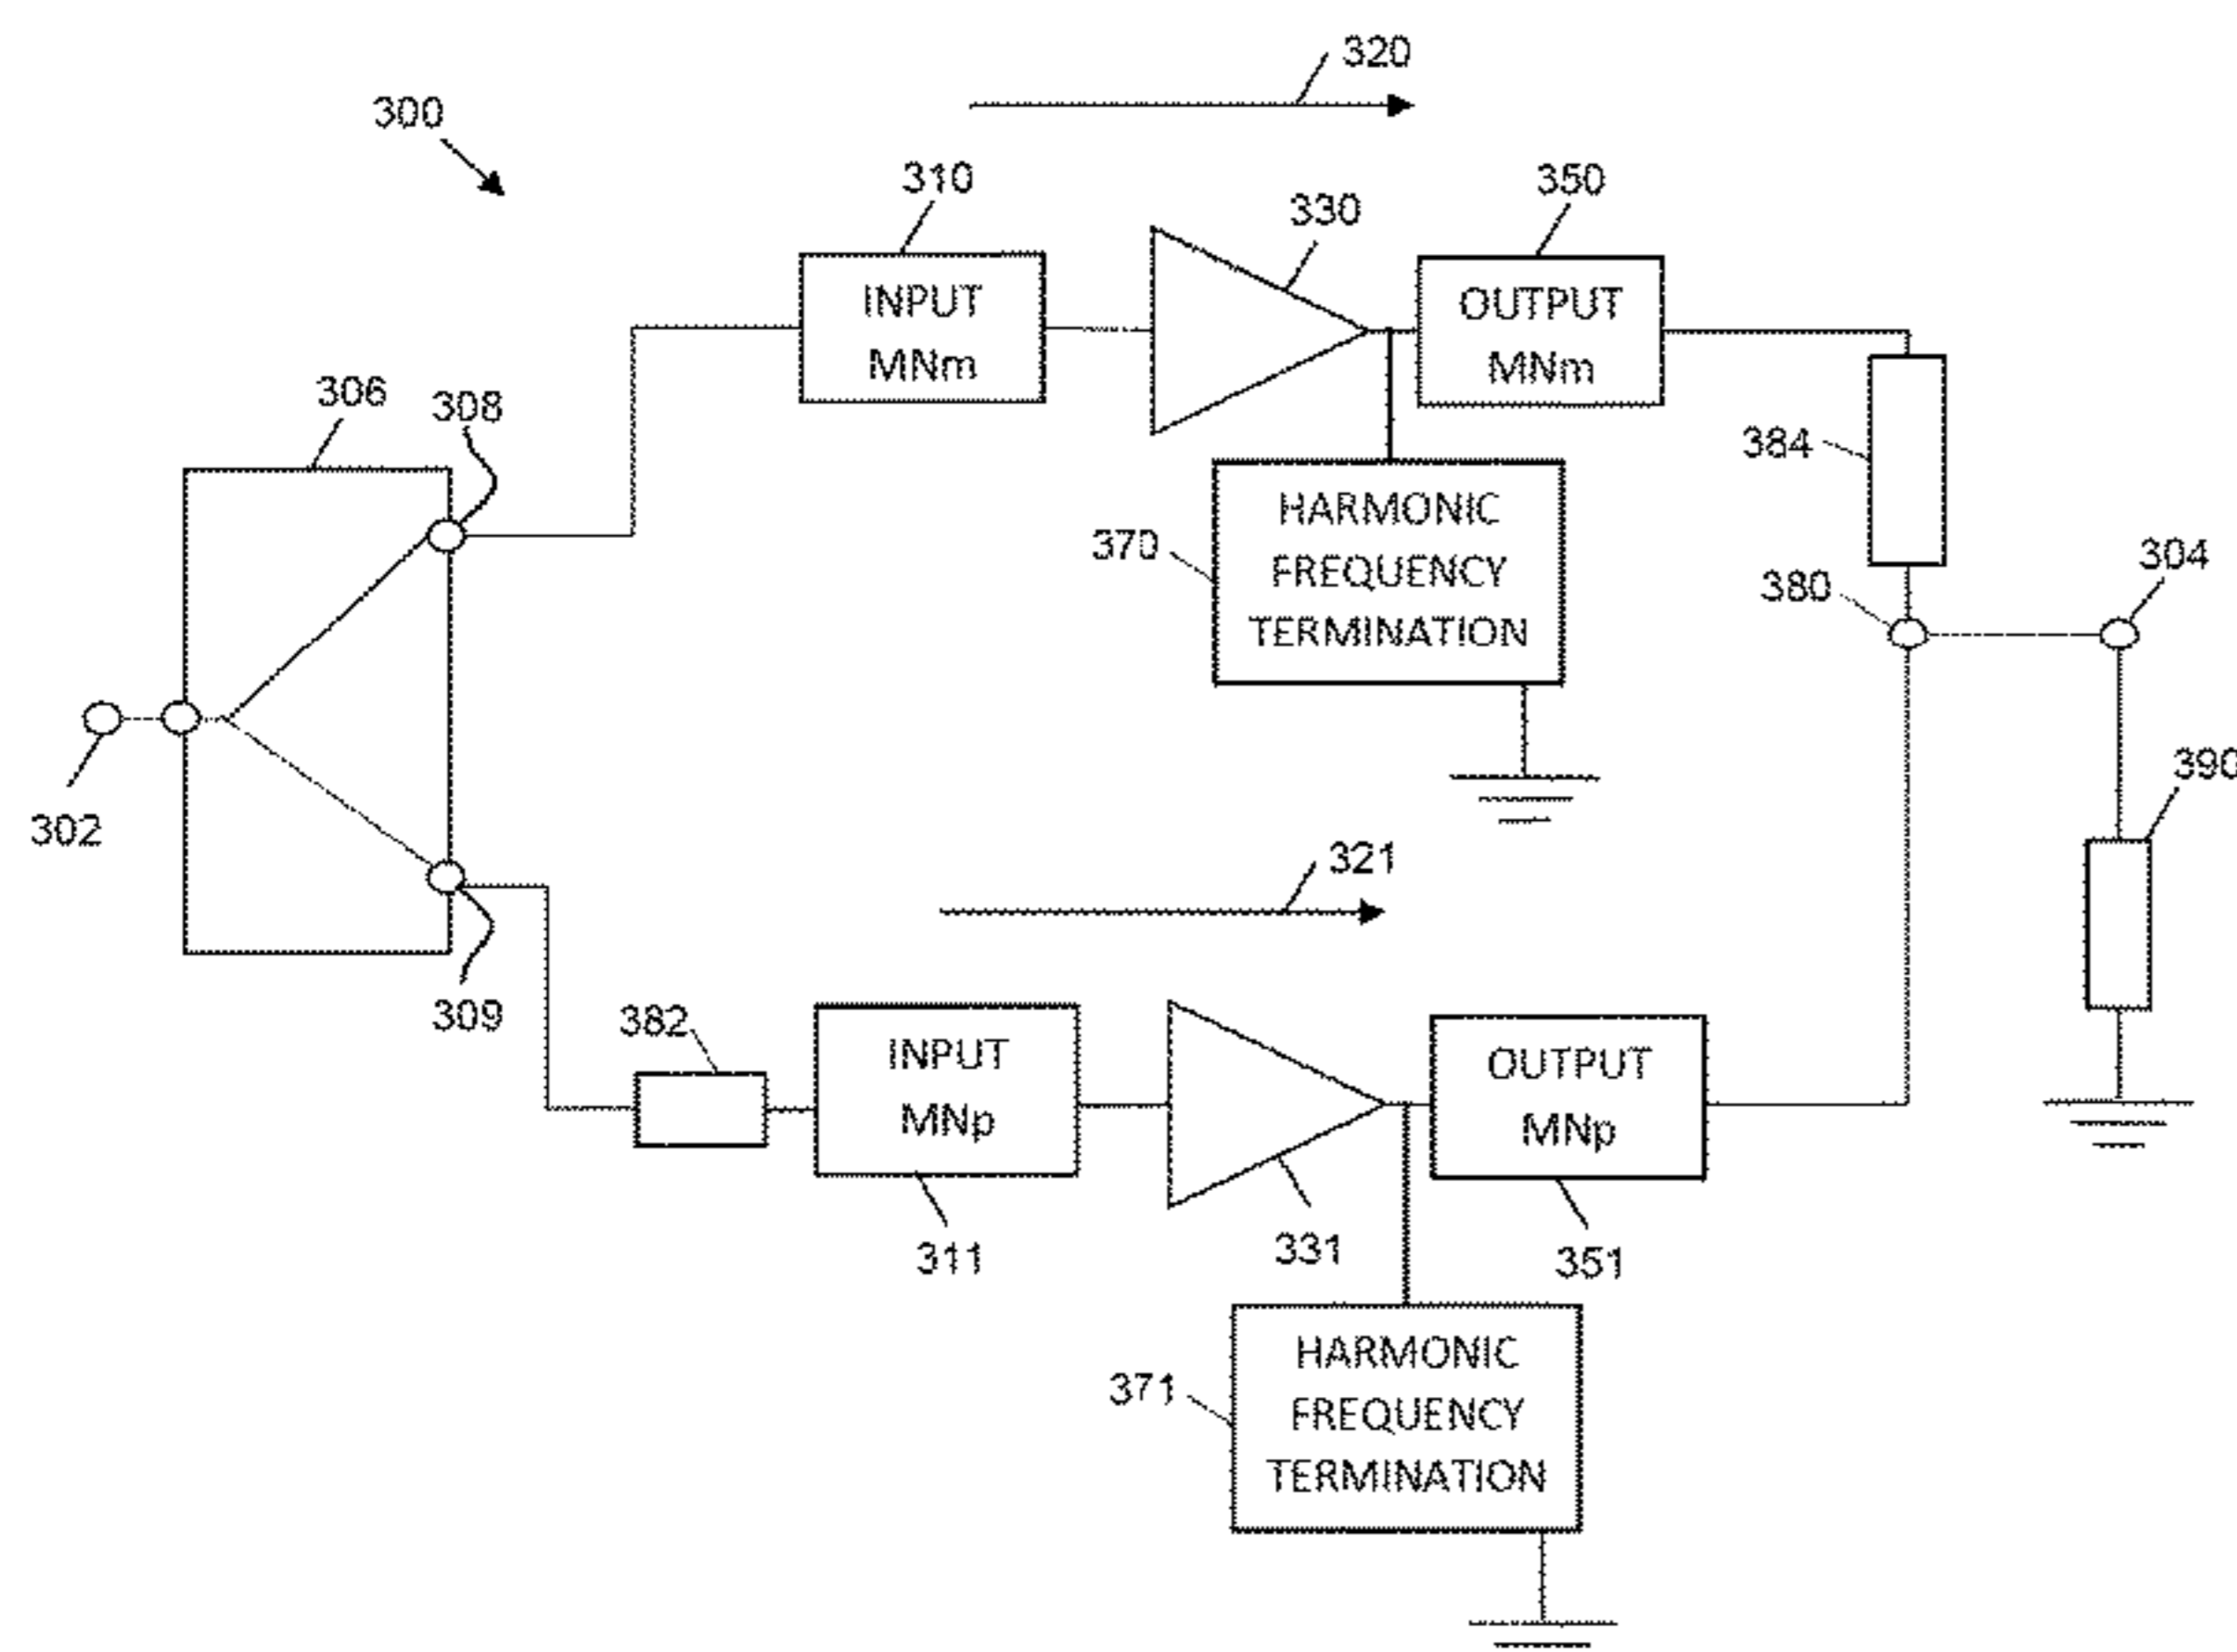 320
300
310
350
330
INPUT
MNm
OUTPUT
MNm
306
308
384
HARMONIC
FREQUENCY
TERMINATION
370
380
304
302
390
321
309
382
INPUT
MNp
OUTPUT
MNp
311
331
351
HARMONIC
FREQUENCY
TERMINATION
371